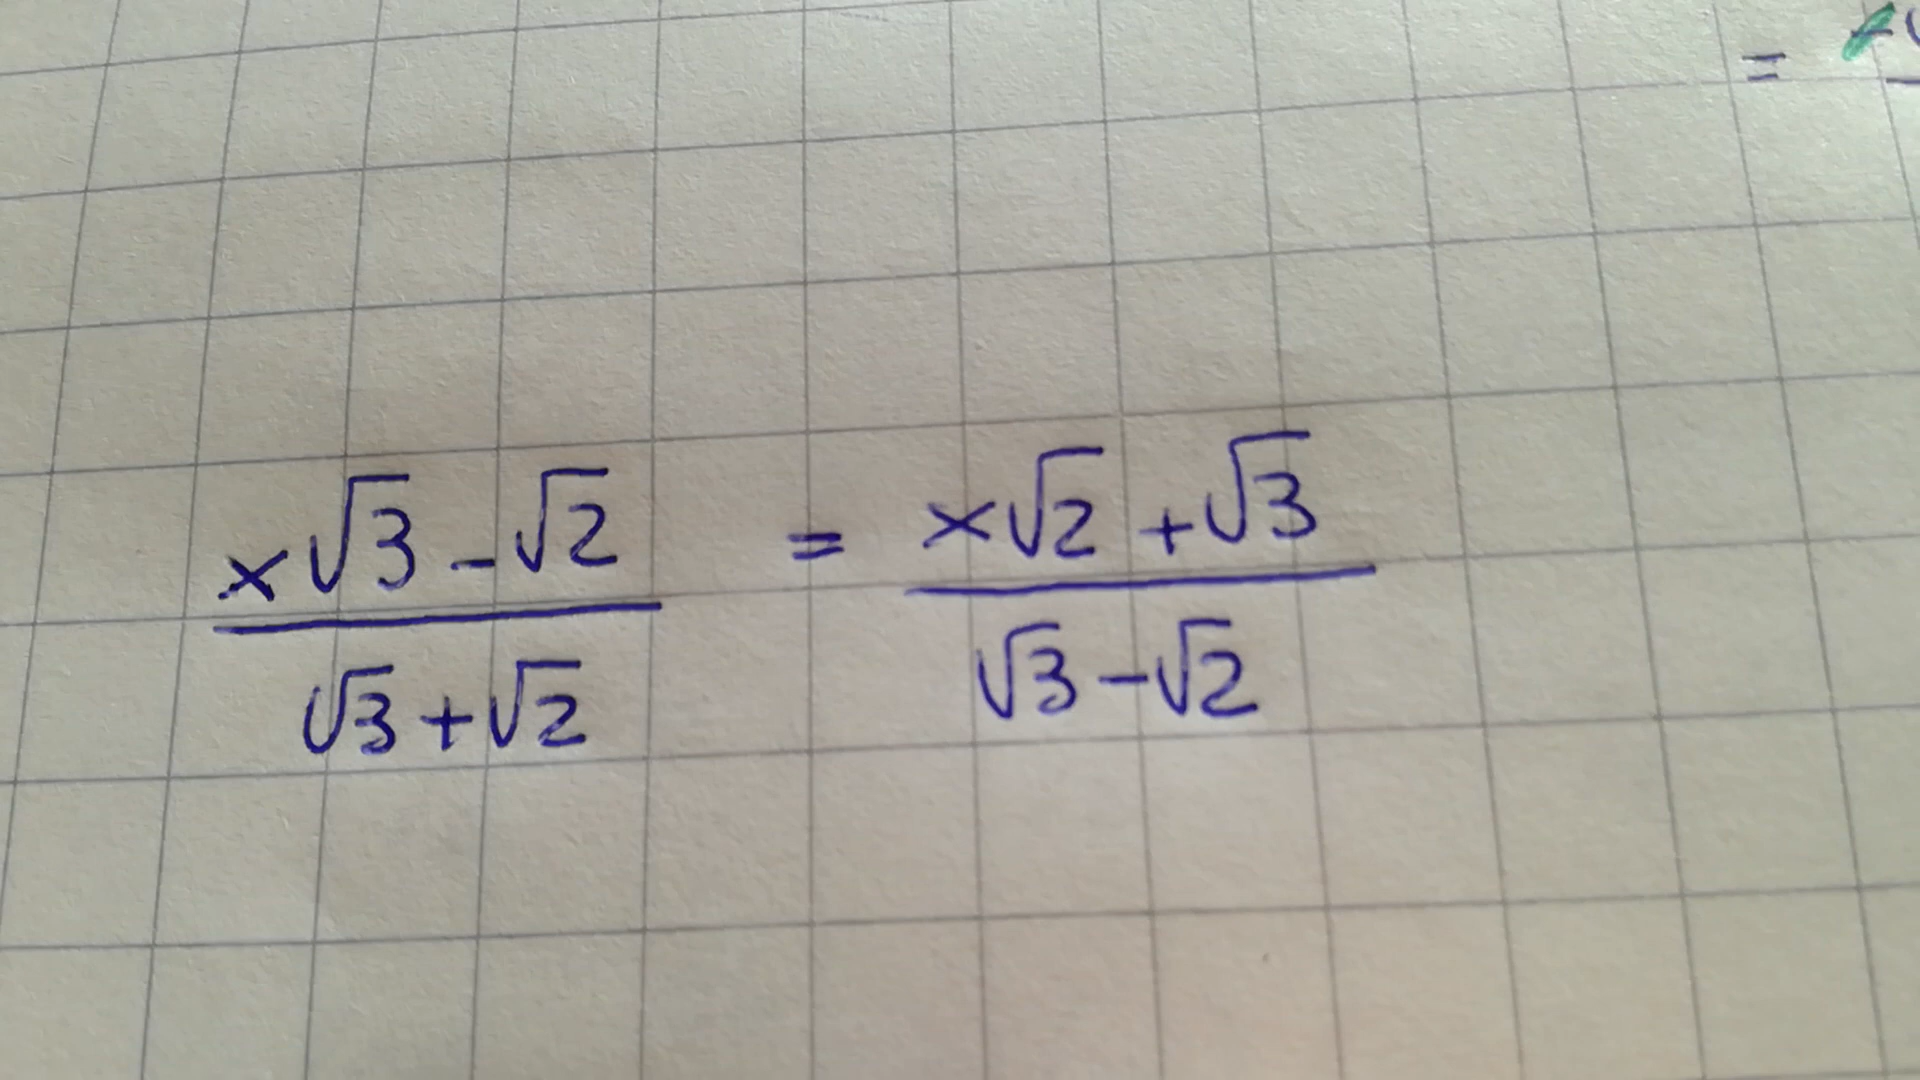 =
x√3 - √2 / √3 + √2 = x√2 + √3 / √3 - √2